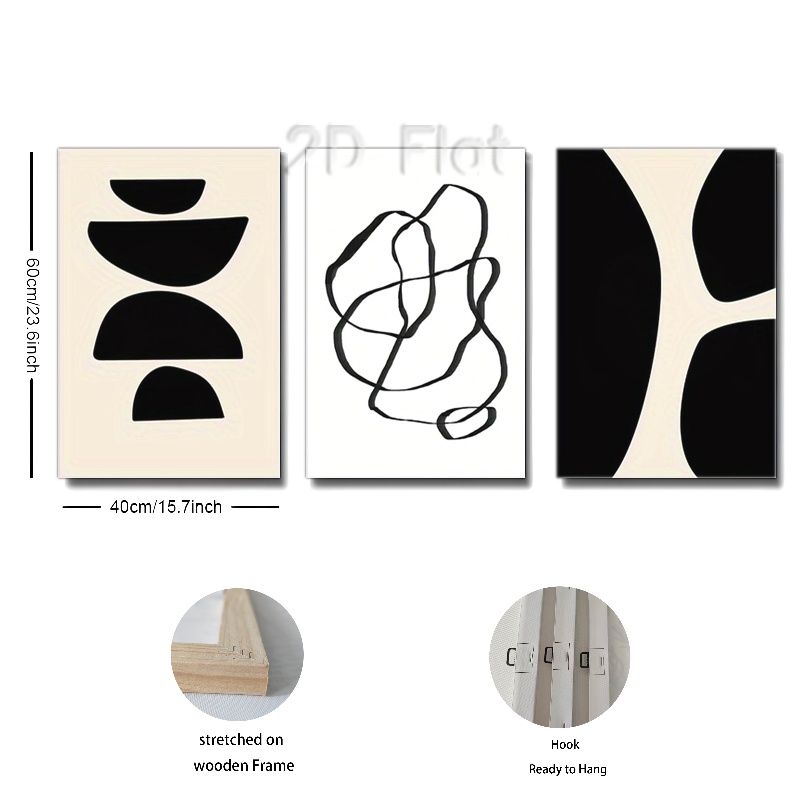 2D Flat
60cm/23.6inch
40cm/15.7inch
stretched on
wooden Frame
Hook
Ready to Hang